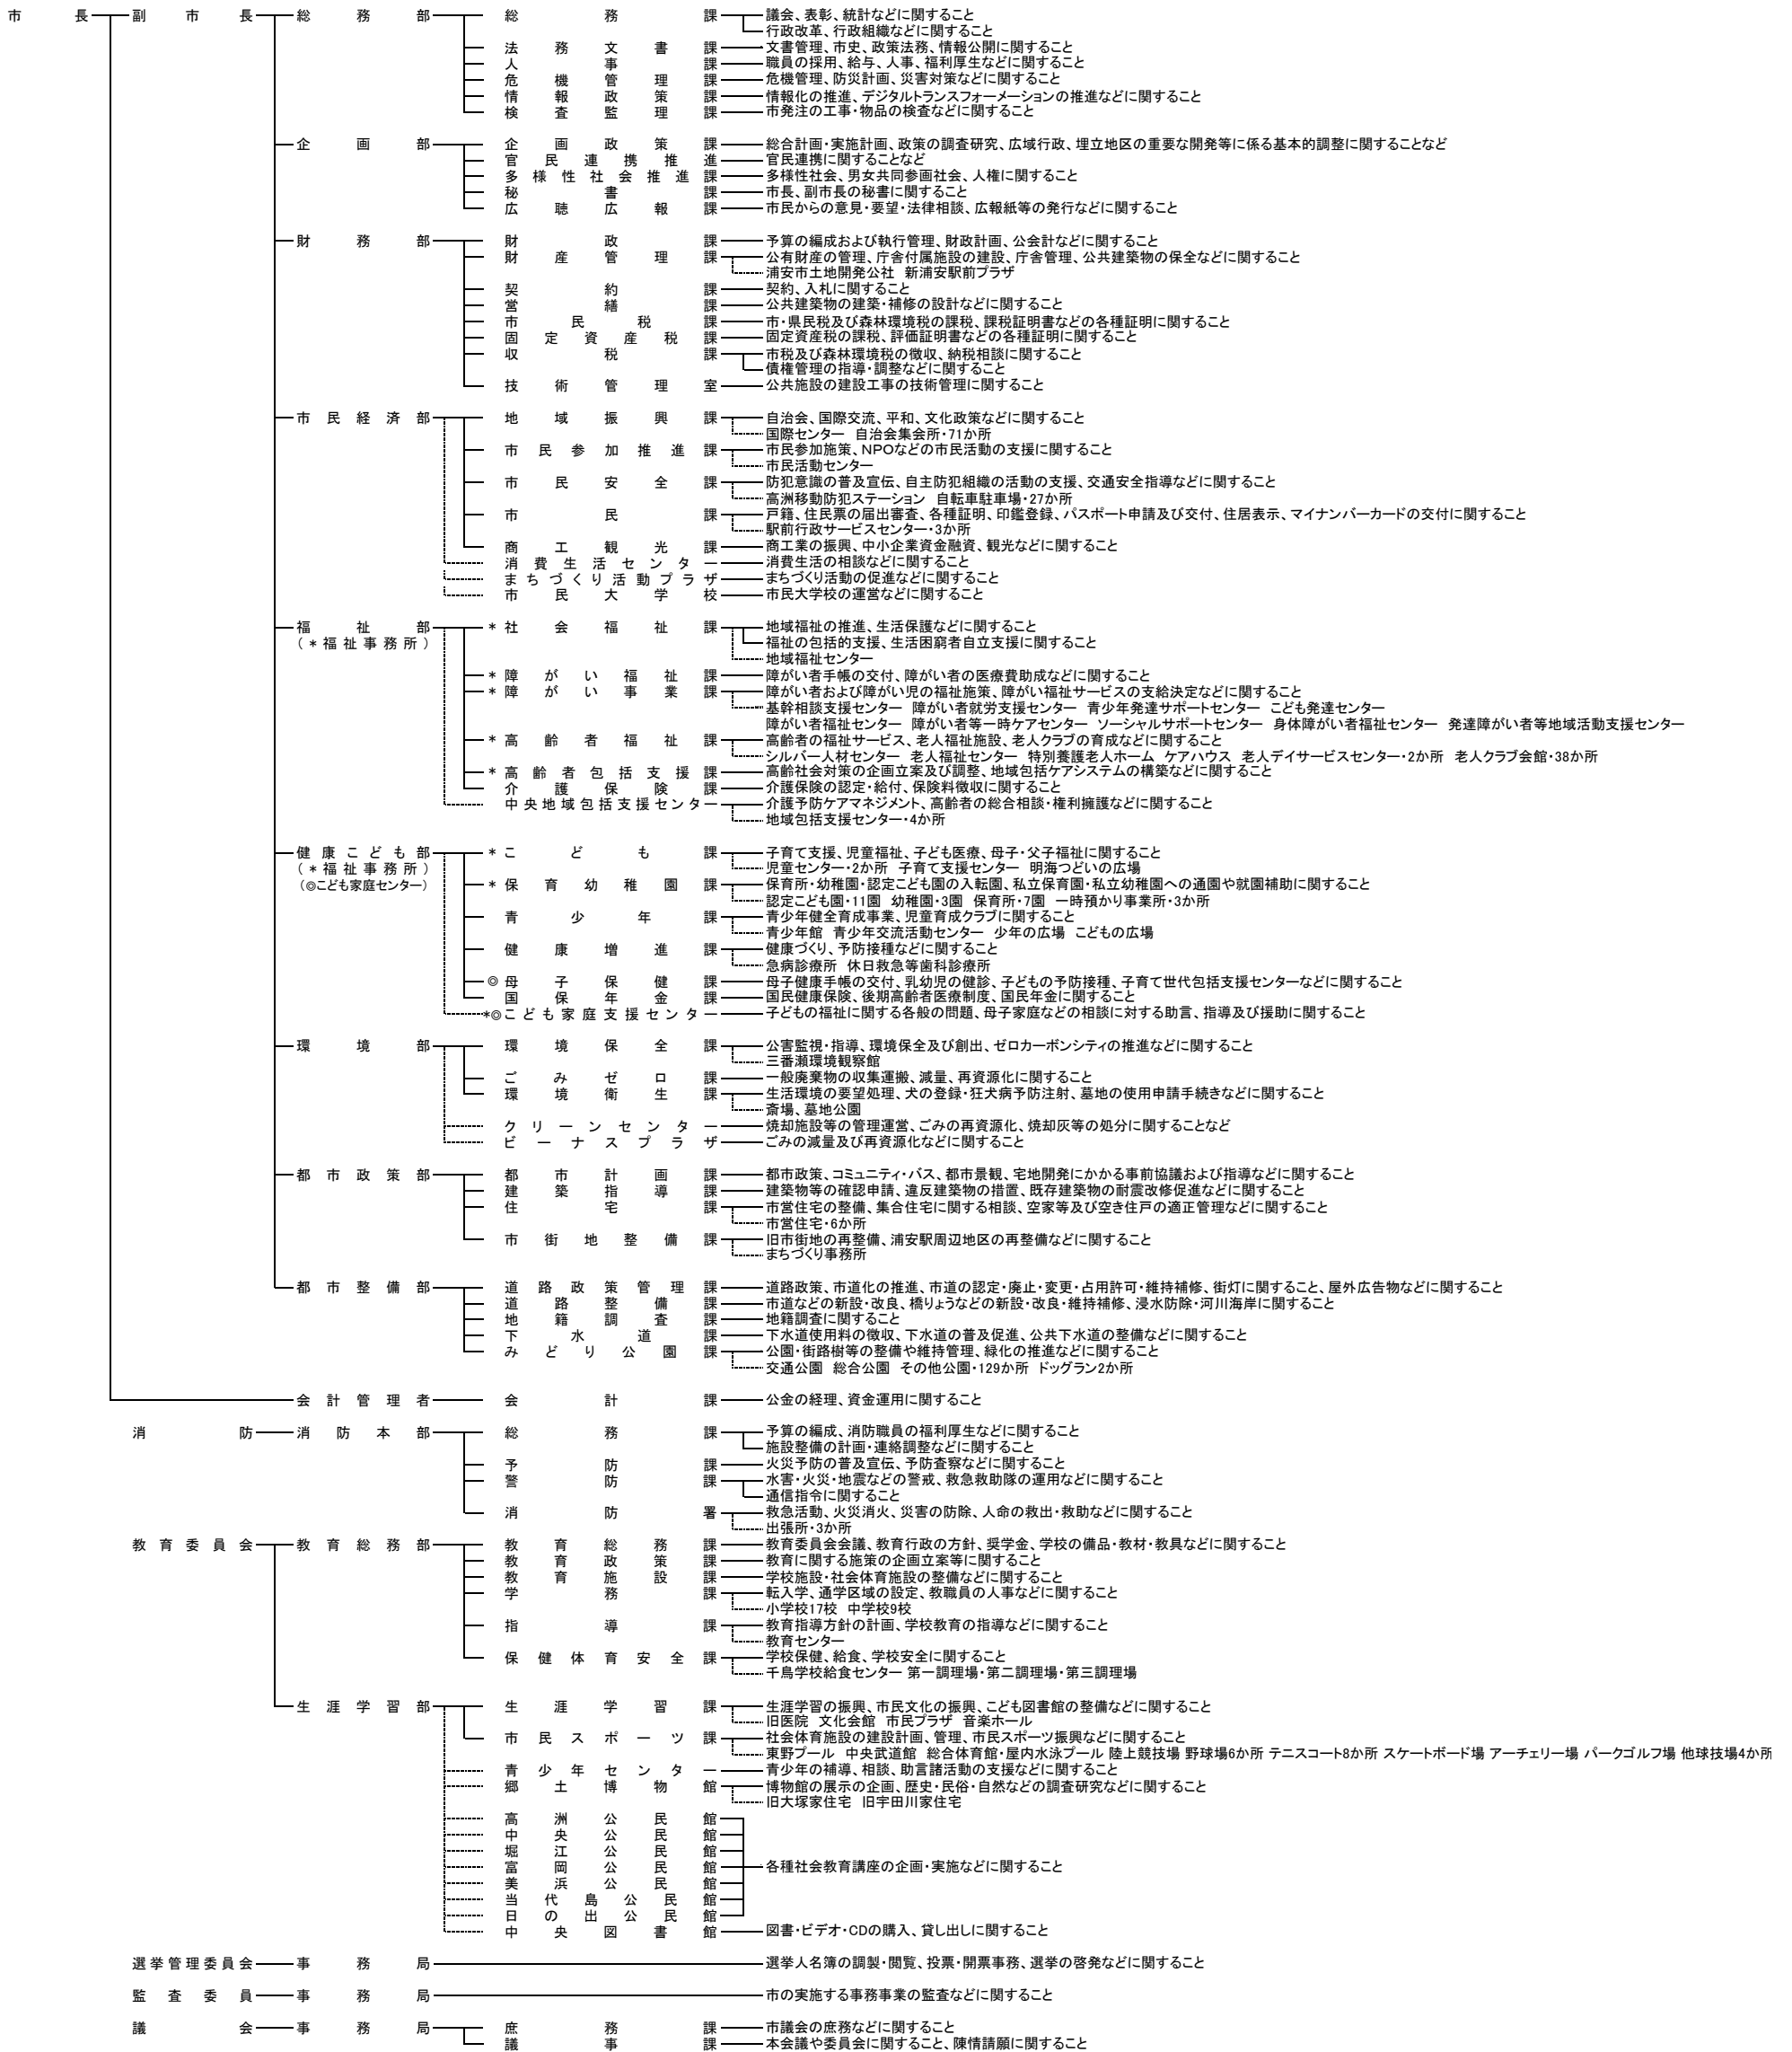 市長 副市長 総務部 総務課 議会、表彰、統計などに関すること
行政改革、行政組織などに関すること
法務文書課 文書管理、市史、政策法務、情報公開に関すること
人事課 職員の採用、給与、人事、福利厚生などに関すること
危機管理課 危機管理、防災計画、災害対策などに関すること
情報政策課 情報化の推進、デジタルトランスフォーメーションの推進などに関すること
検査監理課 市発注の工事・物品の検査などに関すること
企画部 企画政策課 総合計画・実施計画、政策の調査研究、広域行政、埋立地区の重要な開発等に係る基本的調整に関することなど
官民連携推進 官民連携に関することなど
多様性社会推進課 多様性社会、男女共同参画社会、人権に関すること
秘書課 市長、副市長の秘書に関すること
広聴広報課 市民からの意見・要望・法律相談、広報紙等の発行などに関すること
財務部 財政課 予算の編成および執行管理、財政計画、公会計などに関すること
財産管理課 公有財産の管理、庁舎付属施設の建設、庁舎管理、公共建築物の保全などに関すること
浦安市土地開発公社 新浦安駅前プラザ
契約課 契約、入札に関すること
営繕課 公共建築物の建築・補修の設計などに関すること
市民税課 市・県民税及び森林環境税の課税、課税証明書などの各種証明に関すること
固定資産税課 固定資産税の課税、評価証明書などの各種証明に関すること
収税課 市税及び森林環境税の徴収、納税相談に関すること
債権管理の指導・調整などに関すること
技術管理室 公共施設の建設工事の技術管理に関すること
市民経済部 地域振興課 自治会、国際交流、平和、文化政策などに関すること
国際センター 自治会集会所・71か所
市民参加推進課 市民参加施策、NPOなどの市民活動の支援に関すること
市民活動センター
市民安全課 防犯意識の普及宣伝、自主防犯組織の活動の支援、交通安全指導などに関すること
高洲移動防犯ステーション 自転車駐車場・27か所
市民課 戸籍、住民票の届出審査、各種証明、印鑑登録、パスポート申請及び交付、住居表示、マイナンバーカードの交付に関すること
駅前行政サービスセンター・3か所
商工観光課 商工業の振興、中小企業資金融資、観光などに関すること
消費生活センター 消費生活の相談などに関すること
まちづくり活動プラザ まちづくり活動の促進などに関すること
市民大学校 市民大学校の運営などに関すること
福祉部 *社会福祉課 地域福祉の推進、生活保護などに関すること
(*福祉事務所) 福祉の包括的支援、生活困窮者自立支援に関すること
地域福祉センター
*障がい福祉課 障がい者手帳の交付、障がい者の医療費助成などに関すること
*障がい事業課 障がい者および障がい児の福祉施策、障がい福祉サービスの支給決定などに関すること
基幹相談支援センター 障がい者就労支援センター 青少年発達サポートセンター こども発達センター
障がい者福祉センター 障がい者等一時ケアセンター ソーシャルサポートセンター 身体障がい者福祉センター 発達障がい者等地域活動支援センター
*高齢者福祉課 高齢者の福祉サービス、老人福祉施設、老人クラブの育成などに関すること
シルバー人材センター 老人福祉センター 特別養護老人ホーム ケアハウス 老人デイサービスセンター・2か所 老人クラブ会館・38か所
*高齢者包括支援課 高齢社会対策の企画立案及び調整、地域包括ケアシステムの構築などに関すること
介護保険課 介護保険の認定・給付、保険料徴収に関すること
中央地域包括支援センター 介護予防ケアマネジメント、高齢者の総合相談・権利擁護などに関すること
地域包括支援センター・4か所
健康こども部 *こども課 子育て支援、児童福祉、子ども医療、母子・父子福祉に関すること
(*福祉事務所) 児童センター・2か所 子育て支援センター 明海つどいの広場
(◎こども家庭センター) *保育幼稚園課 保育所・幼稚園・認定こども園の入転園、私立保育園・私立幼稚園への通園や就園補助に関すること
認定こども園・11園 幼稚園・3園 保育所・7園 一時預かり事業所・3か所
青少年課 青少年健全育成事業、児童育成クラブに関すること
青少年館 青少年交流活動センター 少年の広場 こどもの広場
健康増進課 健康づくり、予防接種などに関すること
急病診療所 休日救急等歯科診療所
◎母子保健課 母子健康手帳の交付、乳幼児の健診、子どもの予防接種、子育て世代包括支援センターなどに関すること
国保年金課 国民健康保険、後期高齢者医療制度、国民年金に関すること
*◎こども家庭支援センター 子どもの福祉に関する各般の問題、母子家庭などの相談に対する助言、指導及び援助に関すること
環境部 環境保全課 公害監視・指導、環境保全及び創出、ゼロカーボンシティの推進などに関すること
三番瀬環境観察館
ごみゼロ課 一般廃棄物の収集運搬、減量、再資源化に関すること
環境衛生課 生活環境の要望処理、犬の登録・狂犬病予防注射、墓地の使用申請手続きなどに関すること
斎場、墓地公園
クリーンセンター 焼却施設等の管理運営、ごみの再資源化、焼却灰等の処分に関することなど
ビーナスプラザ ごみの減量及び再資源化などに関すること
都市政策部 都市計画課 都市政策、コミュニティ・バス、都市景観、宅地開発にかかる事前協議および指導などに関すること
建築指導課 建築物等の確認申請、違反建築物の措置、既存建築物の耐震改修促進などに関すること
住宅課 市営住宅の整備、集合住宅に関する相談、空家等及び空き住戸の適正管理などに関すること
市営住宅・6か所
市街地整備課 旧市街地の再整備、浦安駅周辺地区の再整備などに関すること
まちづくり事務所
都市整備部 道路政策管理課 道路政策、市道化の推進、市道の認定・廃止・変更・占用許可・維持補修、街灯に関すること、屋外広告物などに関すること
道路整備課 市道などの新設・改良、橋りょうなどの新設・改良・維持補修、浸水防除・河川海岸に関すること
地籍調査課 地籍調査に関すること
下水道課 下水道使用料の徴収、下水道の普及促進、公共下水道の整備などに関すること
みどり公園課 公園・街路樹等の整備や維持管理、緑化の推進などに関すること
交通公園 総合公園 その他公園・129か所 ドッグラン2か所
会計管理者 会計課 公金の経理、資金運用に関すること
消防 消防本部 総務課 予算の編成、消防職員の福利厚生などに関すること
施設整備の計画・連絡調整などに関すること
予防課 火災予防の普及宣伝、予防査察などに関すること
警防課 水害・火災・地震などの警戒、救急救助隊の運用などに関すること
通信指令に関すること
消防署 救急活動、火災消火、災害の防除、人命の救出・救助などに関すること
出張所・3か所
教育委員会 教育総務部 教育総務課 教育委員会会議、教育行政の方針、奨学金、学校の備品・教材・教具などに関すること
教育政策課 教育に関する施策の企画立案等に関すること
教育施設課 学校施設・社会体育施設の整備などに関すること
学務課 転入学、通学区域の設定、教職員の人事などに関すること
小学校17校 中学校9校
指導課 教育指導方針の計画、学校教育の指導などに関すること
教育センター
保健体育安全課 学校保健、給食、学校安全に関すること
千鳥学校給食センター 第一調理場・第二調理場・第三調理場
生涯学習部 生涯学習課 生涯学習の振興、市民文化の振興、こども図書館の整備などに関すること
旧医院 文化会館 市民プラザ 音楽ホール
市民スポーツ課 社会体育施設の建設計画、管理、市民スポーツ振興などに関すること
東野プール 中央武道館 総合体育館・屋内水泳プール 陸上競技場 野球場6か所 テニスコート8か所 スケートボード場 アーチェリー場 パークゴルフ場 他球技場4か所
青少年センター 青少年の補導、相談、助言諸活動の支援などに関すること
郷土博物館 博物館の展示の企画、歴史・民俗・自然などの調査研究などに関すること
旧大塚家住宅 旧宇田川家住宅
高洲公民館
中央公民館
堀江公民館
富岡公民館 各種社会教育講座の企画・実施などに関すること
美浜公民館
当代島公民館
日の出公民館
中央図書館 図書・ビデオ・CDの購入、貸し出しに関すること
選挙管理委員会 事務局 選挙人名簿の調製・閲覧、投票・開票事務、選挙の啓発などに関すること
監査委員 事務局 市の実施する事務事業の監査などに関すること
議会 事務局 庶務課 市議会の庶務などに関すること
議事課 本会議や委員会に関すること、陳情請願に関すること